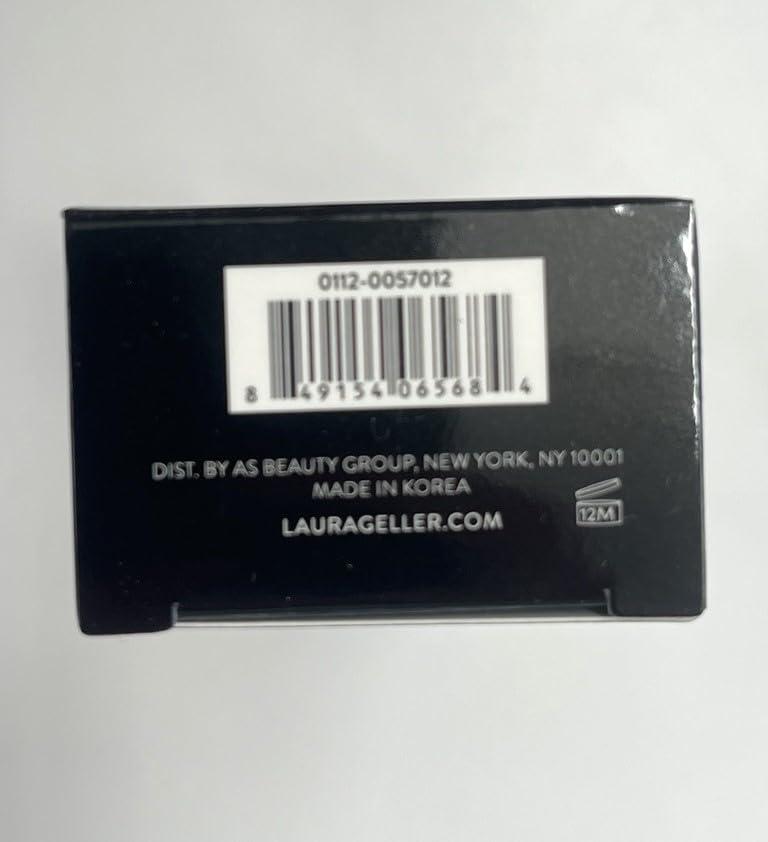 0112-0057012
8 49154 06568 4
DIST. BY AS BEAUTY GROUP, NEW YORK, NY 10001
MADE IN KOREA
LAURAGELLER.COM
12M